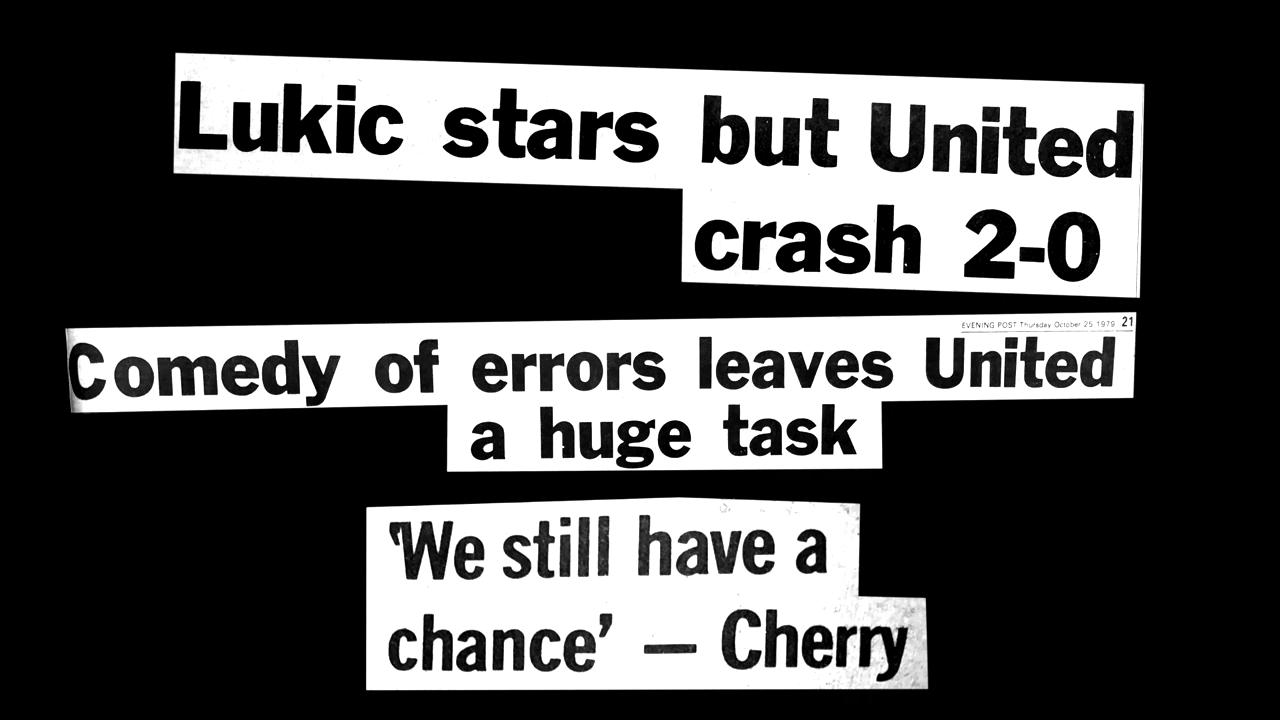 Lukic stars but United
crash 2-0
EVENING POST Thursday October 25 1979 21
Comedy of errors leaves United
a huge task
'We still have a
chance' — Cherry